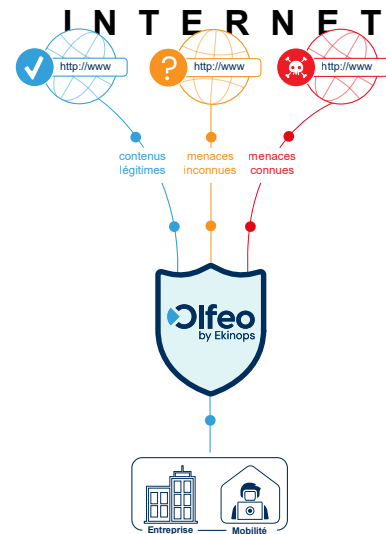 INTERNET
http://www
http://www
http://www
contenus
légitimes
menaces
inconnues
menaces
connues
Olfeo
by Ekinops
Entreprise
Mobilité